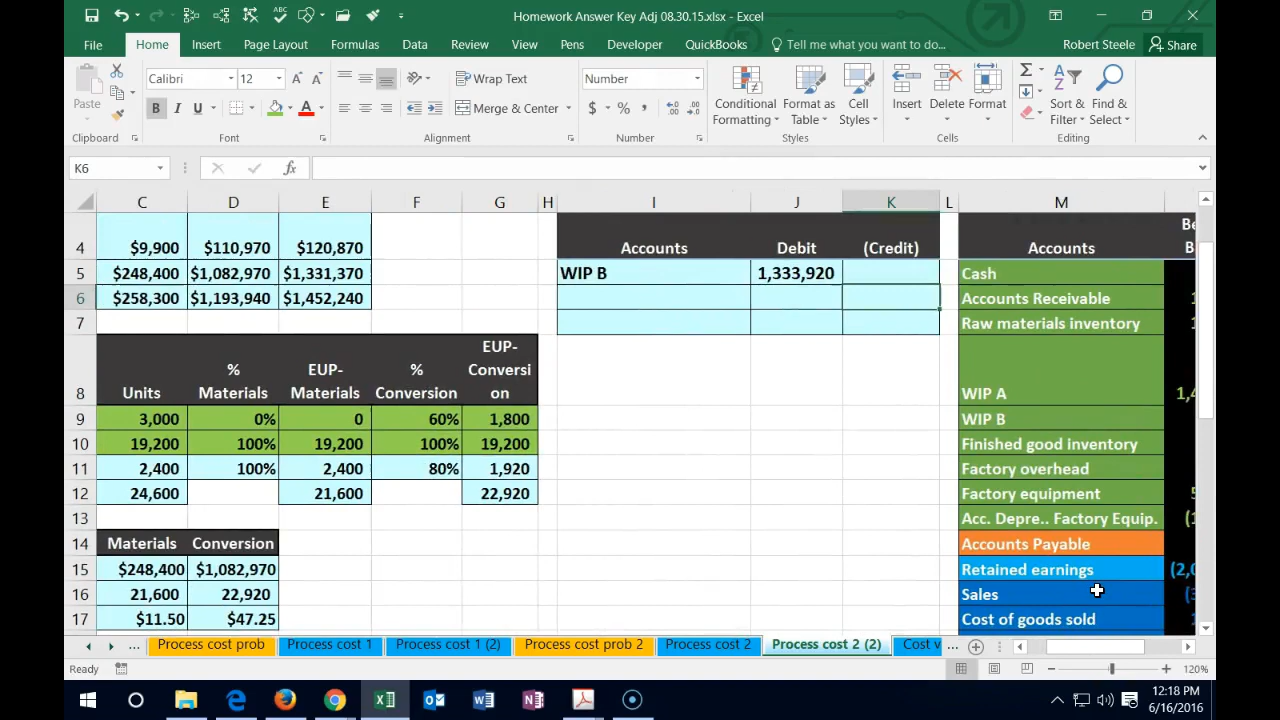 Homework Answer Key Adj 08.30.15.xlsx - Excel
File Home Insert Page Layout Formulas Data Review View Pens Developer QuickBooks Tell me what you want to do... Robert Steele Share
Paste
Calibri 12
Wrap Text
Number
Conditional Formatting
Format as Table
Cell Styles
Insert Delete Format
Sort & Filter
Find & Select
B I U
Merge & Center
$ % ,
Clipboard Font Alignment Number Styles Cells Editing
K6
fx
C D E F G H I J K L M
4 $9,900 $110,970 $120,870 Accounts Debit (Credit) Accounts
5 $248,400 $1,082,970 $1,331,370 WIP B 1,333,920 Cash
6 $258,300 $1,193,940 $1,452,240 Accounts Receivable
7 Raw materials inventory
8 Units % Materials EUP- Materials % Conversion EUP- Conversi on WIP A
9 3,000 0% 0 60% 1,800 WIP B
10 19,200 100% 19,200 100% 19,200 Finished good inventory
11 2,400 100% 2,400 80% 1,920 Factory overhead
12 24,600 21,600 22,920 Factory equipment
13 Acc. Depre.. Factory Equip.
14 Materials Conversion Accounts Payable
15 $248,400 $1,082,970 Retained earnings
16 21,600 22,920 Sales
17 $11.50 $47.25 Cost of goods sold
... Process cost prob Process cost 1 Process cost 1 (2) Process cost prob 2 Process cost 2 Process cost 2 (2) Cost v ...
Ready 120%
12:18 PM
6/16/2016